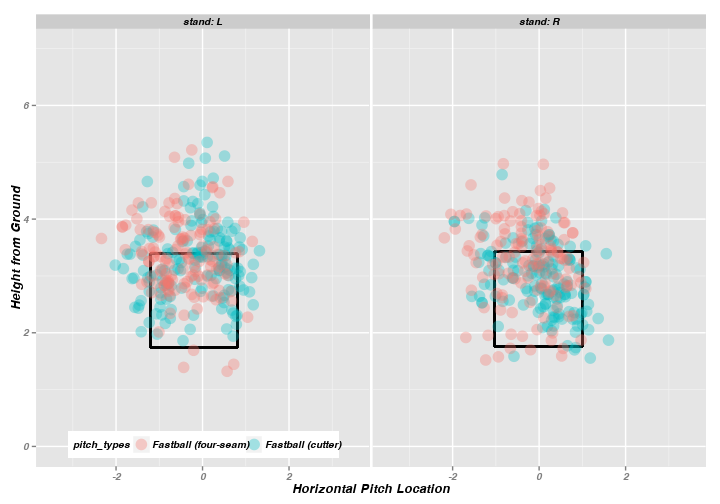 stand: L
stand: R
6
4
2
0
Height from Ground
pitch_types
Fastball (four-seam)
Fastball (cutter)
-2
0
2
-2
0
2
Horizontal Pitch Location